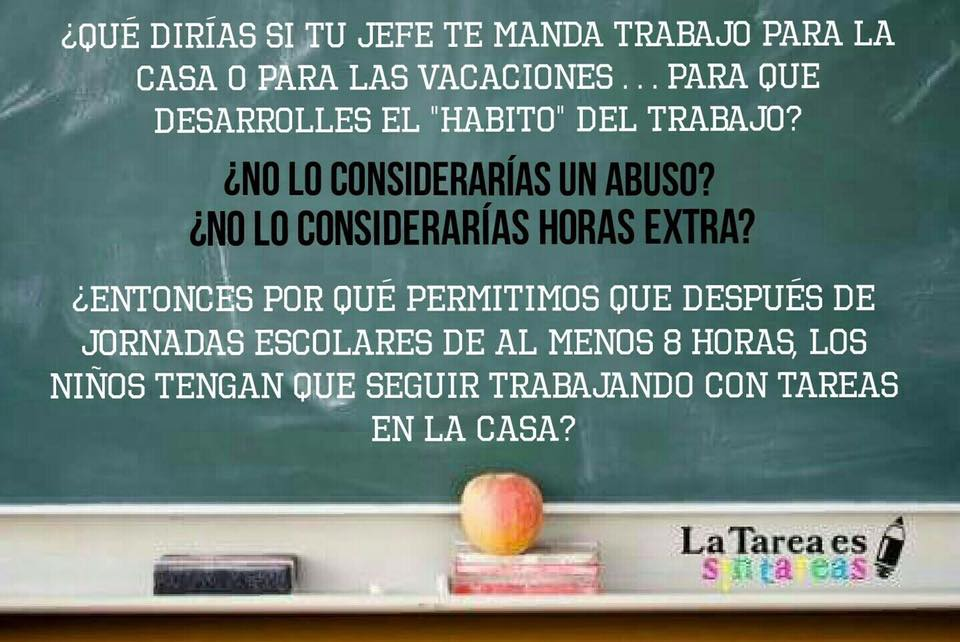 ¿QUÉ DIRÍAS SI TU JEFE TE MANDA TRABAJO PARA LA
CASA O PARA LAS VACACIONES . . . PARA QUE
DESARROLLES EL "HABITO" DEL TRABAJO?
¿NO LO CONSIDERARÍAS UN ABUSO?
¿NO LO CONSIDERARÍAS HORAS EXTRA?
¿ENTONCES POR QUÉ PERMITIMOS QUE DESPUÉS DE
JORNADAS ESCOLARES DE AL MENOS 8 HORAS, LOS
NIÑOS TENGAN QUE SEGUIR TRABAJANDO CON TAREAS
EN LA CASA?
La Tarea es
sin tareas